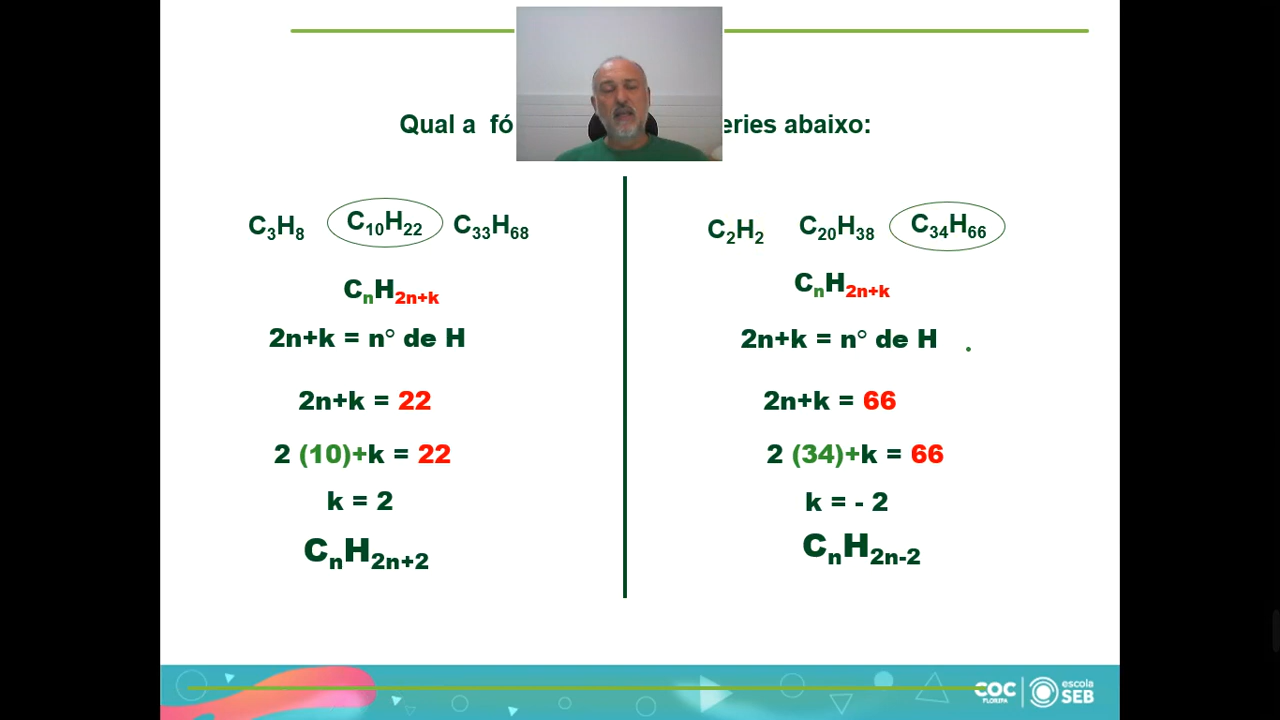 Qual a fó eries abaixo:
C₃H₈ C₁₀H₂₂ C₃₃H₆₈
CₙH₂ₙ₊ₖ
2n+k = n° de H
2n+k = 22
2 (10)+k = 22
k = 2
CₙH₂ₙ₊₂
C₂H₂ C₂₀H₃₈ C₃₄H₆₆
CₙH₂ₙ₊ₖ
2n+k = n° de H
2n+k = 66
2 (34)+k = 66
k = - 2
CₙH₂ₙ₋₂
COC
FLORIPA
escola
SEB